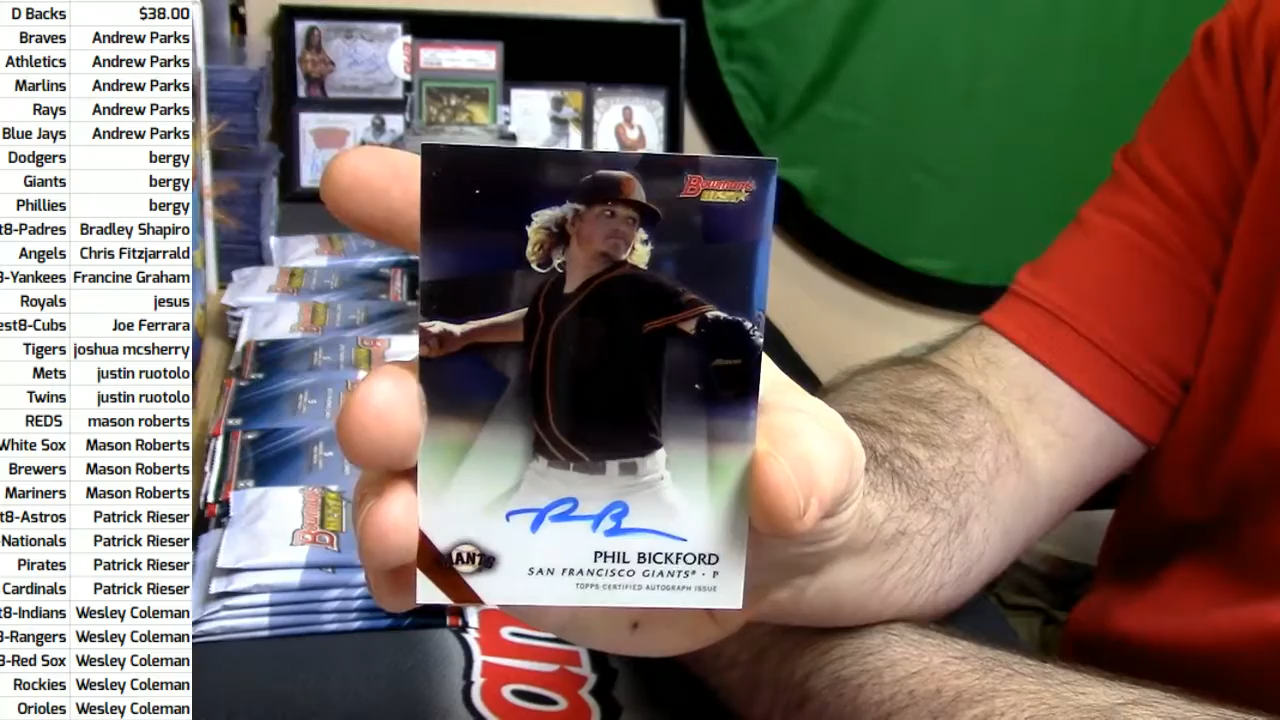 D Backs $38.00
Braves Andrew Parks
Athletics Andrew Parks
Marlins Andrew Parks
Rays Andrew Parks
Blue Jays Andrew Parks
Dodgers bergy
Giants bergy
Phillies bergy
t8-Padres Bradley Shapiro
Angels Chris Fitzjarrald
3-Yankees Francine Graham
Royals jesus
est8-Cubs Joe Ferrara
Tigers joshua mcsherry
Mets justin ruotolo
Twins justin ruotolo
REDS mason roberts
White Sox Mason Roberts
Brewers Mason Roberts
Mariners Mason Roberts
t8-Astros Patrick Rieser
-Nationals Patrick Rieser
Pirates Patrick Rieser
Cardinals Patrick Rieser
t8-Indians Wesley Coleman
3-Rangers Wesley Coleman
3-Red Sox Wesley Coleman
Rockies Wesley Coleman
Orioles Wesley Coleman
Bowman's
BEST
GIANTS
PHIL BICKFORD
SAN FRANCISCO GIANTS • P
TOPPS CERTIFIED AUTOGRAPH ISSUE